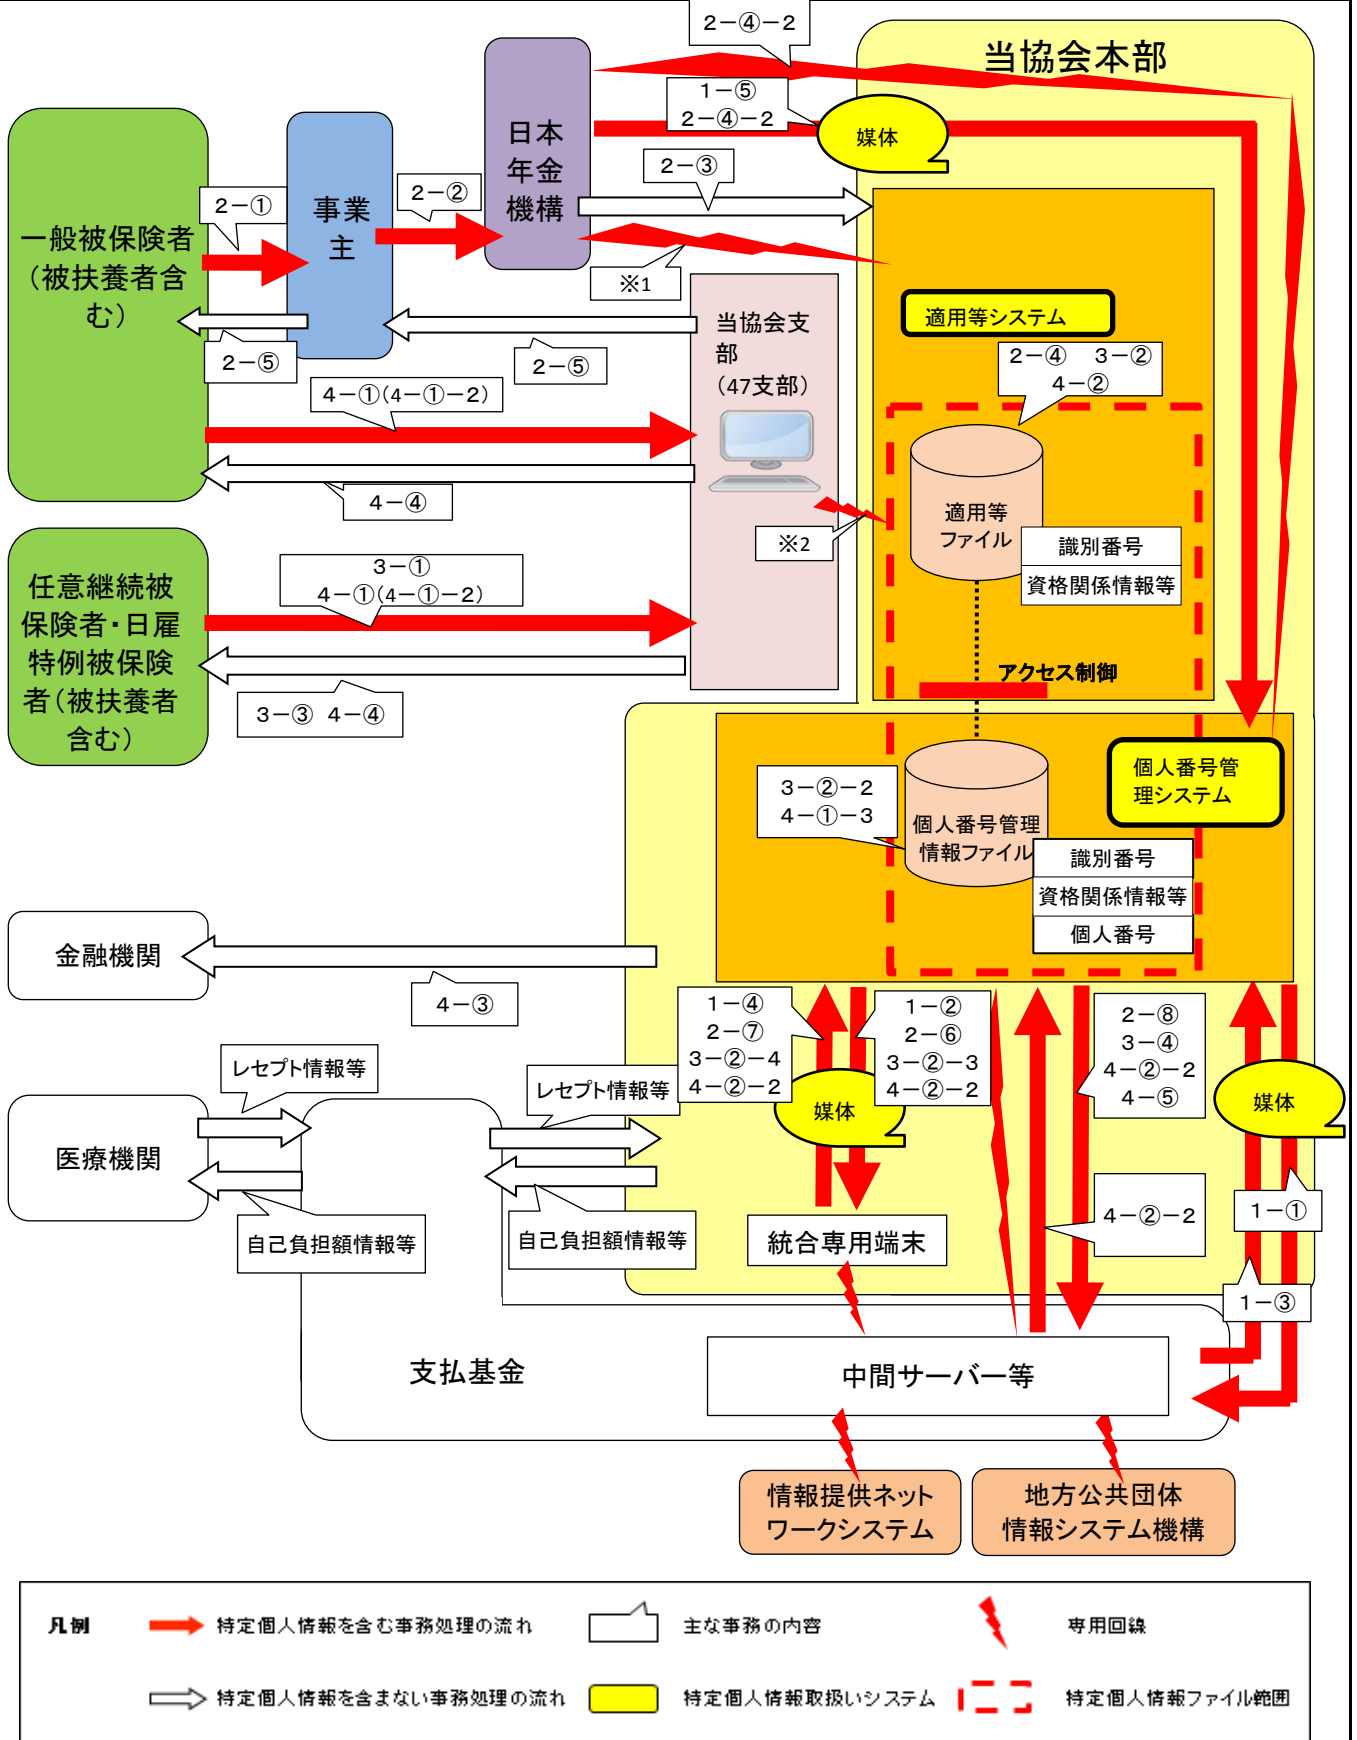 2－④－2
当協会本部
1－⑤
2－④－2
媒体
日本
年金
機構
2－③
2－①
事業
主
2－②
一般被保険者
（被扶養者含
む）
※1
適用等システム
当協会支
部
（47支部）
2－⑤
2－⑤
2－④　3－②
4－②
4－①(4－①－2)
4－④
適用等
ファイル
識別番号
資格関係情報等
※2
3－①
4－①(4－①－2)
任意継続被
保険者・日雇
特例被保険
者（被扶養者
含む）
アクセス制御
3－③ 4－④
個人番号管
理システム
3－②－2
4－①－3
個人番号管理
情報ファイル
識別番号
資格関係情報等
個人番号
金融機関
4－③
1－④
2－⑦
3－②－4
4－②－2
1－②
2－⑥
3－②－3
4－②－2
2－⑧
3－④
4－②－2
4－⑤
レセプト情報等
レセプト情報等
媒体
媒体
医療機関
自己負担額情報等
自己負担額情報等
統合専用端末
4－②－2
1－①
1－③
支払基金
中間サーバー等
情報提供ネット
ワークシステム
地方公共団体
情報システム機構
凡例
特定個人情報を含む事務処理の流れ
主な事務の内容
専用回線
特定個人情報を含まない事務処理の流れ
特定個人情報取扱いシステム
特定個人情報ファイル範囲